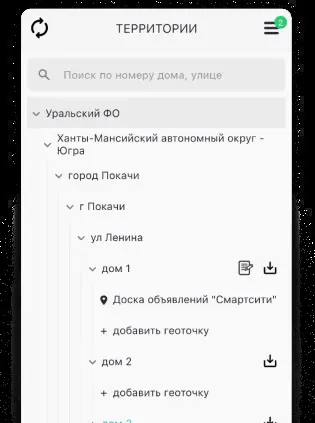 ТЕРРИТОРИИ
2
Поиск по номеру дома, улице
Уральский ФО
Ханты-Мансийский автономный округ -
Югра
город Покачи
г Покачи
ул Ленина
дом 1
Доска объявлений "Смартсити"
+ добавить геоточку
дом 2
+ добавить геоточку